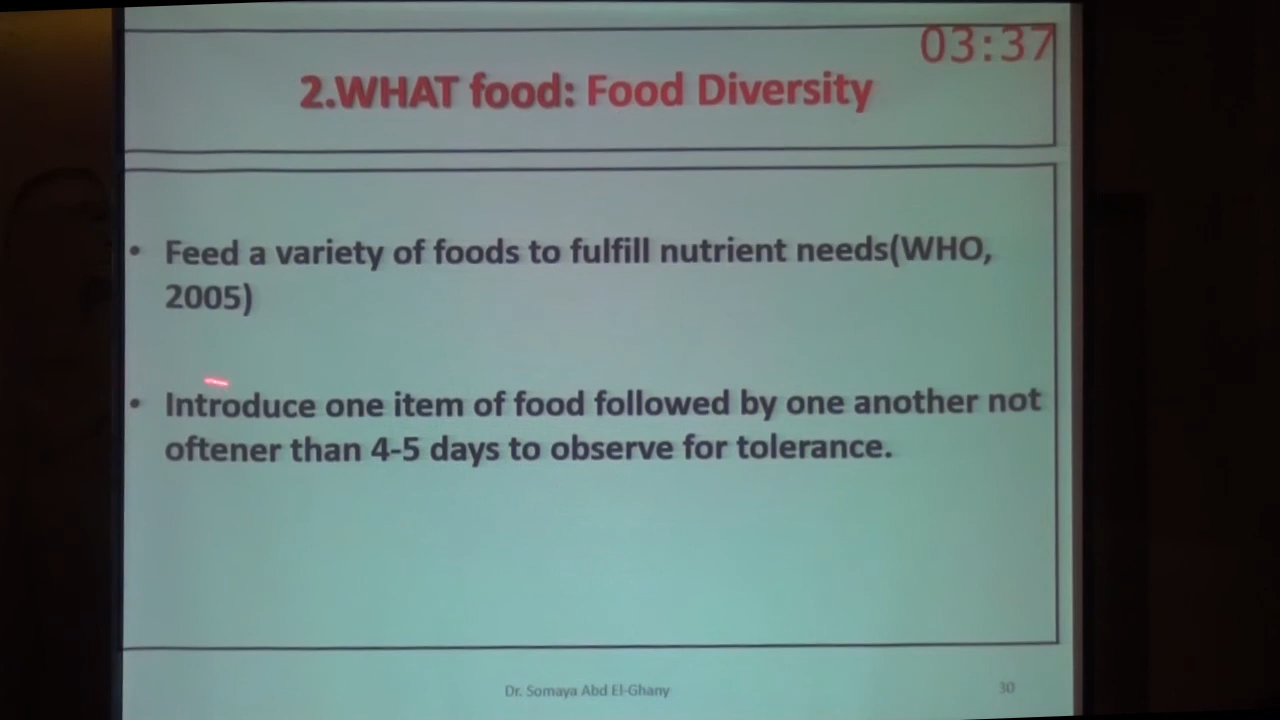 03:37
2.WHAT food: Food Diversity
• Feed a variety of foods to fulfill nutrient needs(WHO,
2005)
• Introduce one item of food followed by one another not
oftener than 4-5 days to observe for tolerance.
Dr. Somaya Abd El-Ghany
30